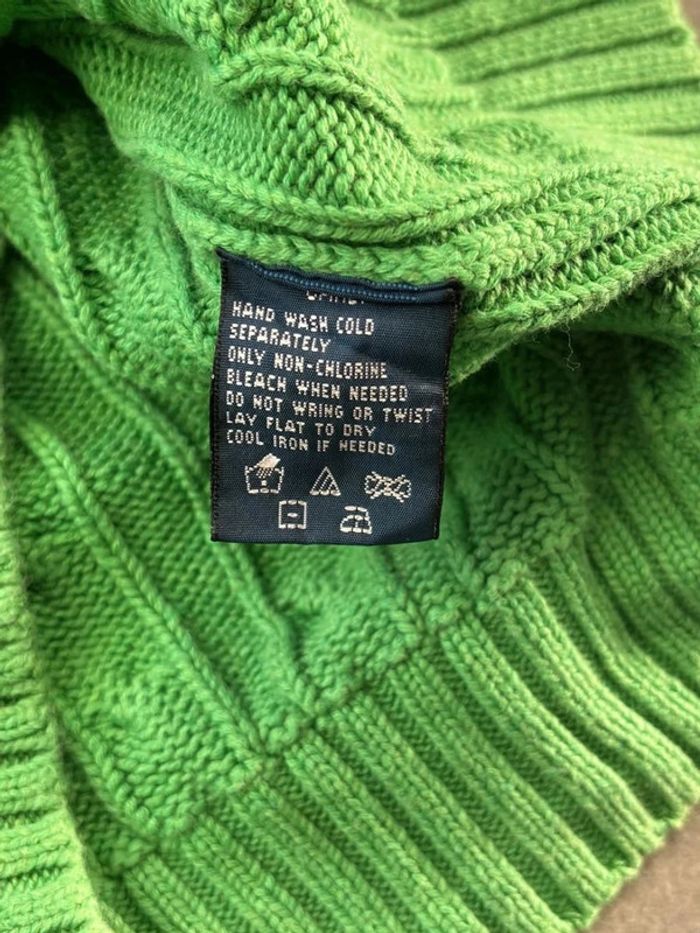 HAND WASH COLD
SEPARATELY
ONLY NON-CHLORINE
BLEACH WHEN NEEDED
DO NOT WRING OR TWIST
LAY FLAT TO DRY
COOL IRON IF NEEDED